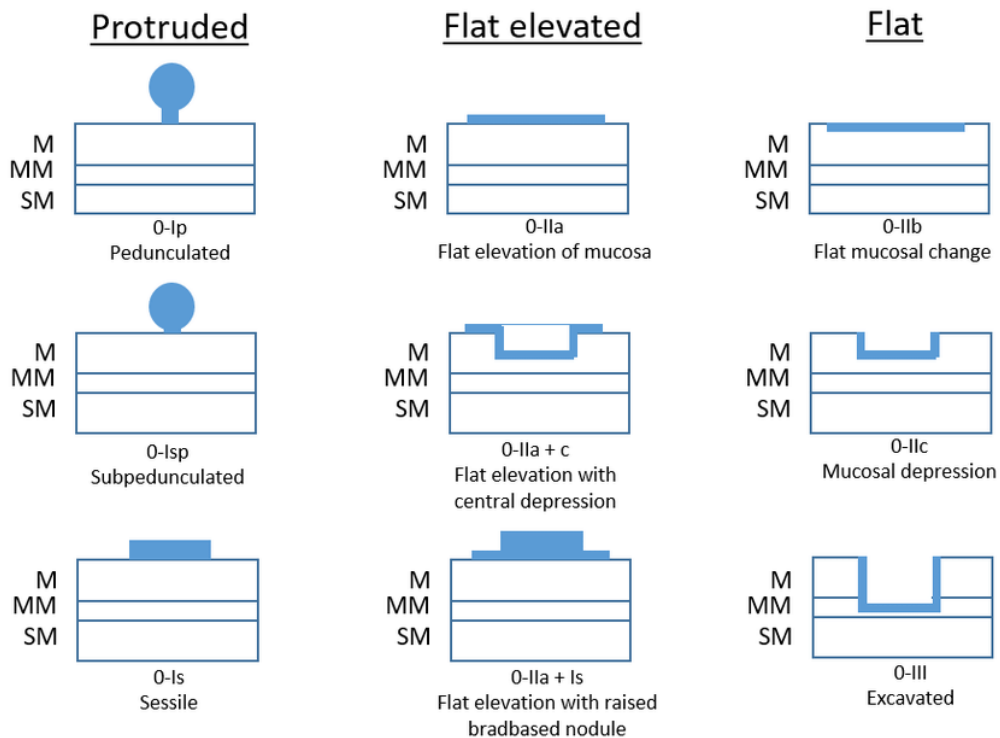 Protruded
Flat elevated
Flat
M
MM
SM
0-Ip
Pedunculated
M
MM
SM
0-IIa
Flat elevation of mucosa
M
MM
SM
0-IIb
Flat mucosal change
M
MM
SM
0-Isp
Subpedunculated
M
MM
SM
0-IIa + c
Flat elevation with
central depression
M
MM
SM
0-IIc
Mucosal depression
M
MM
SM
0-Is
Sessile
M
MM
SM
0-IIa + Is
Flat elevation with raised
bradbased nodule
M
MM
SM
0-III
Excavated